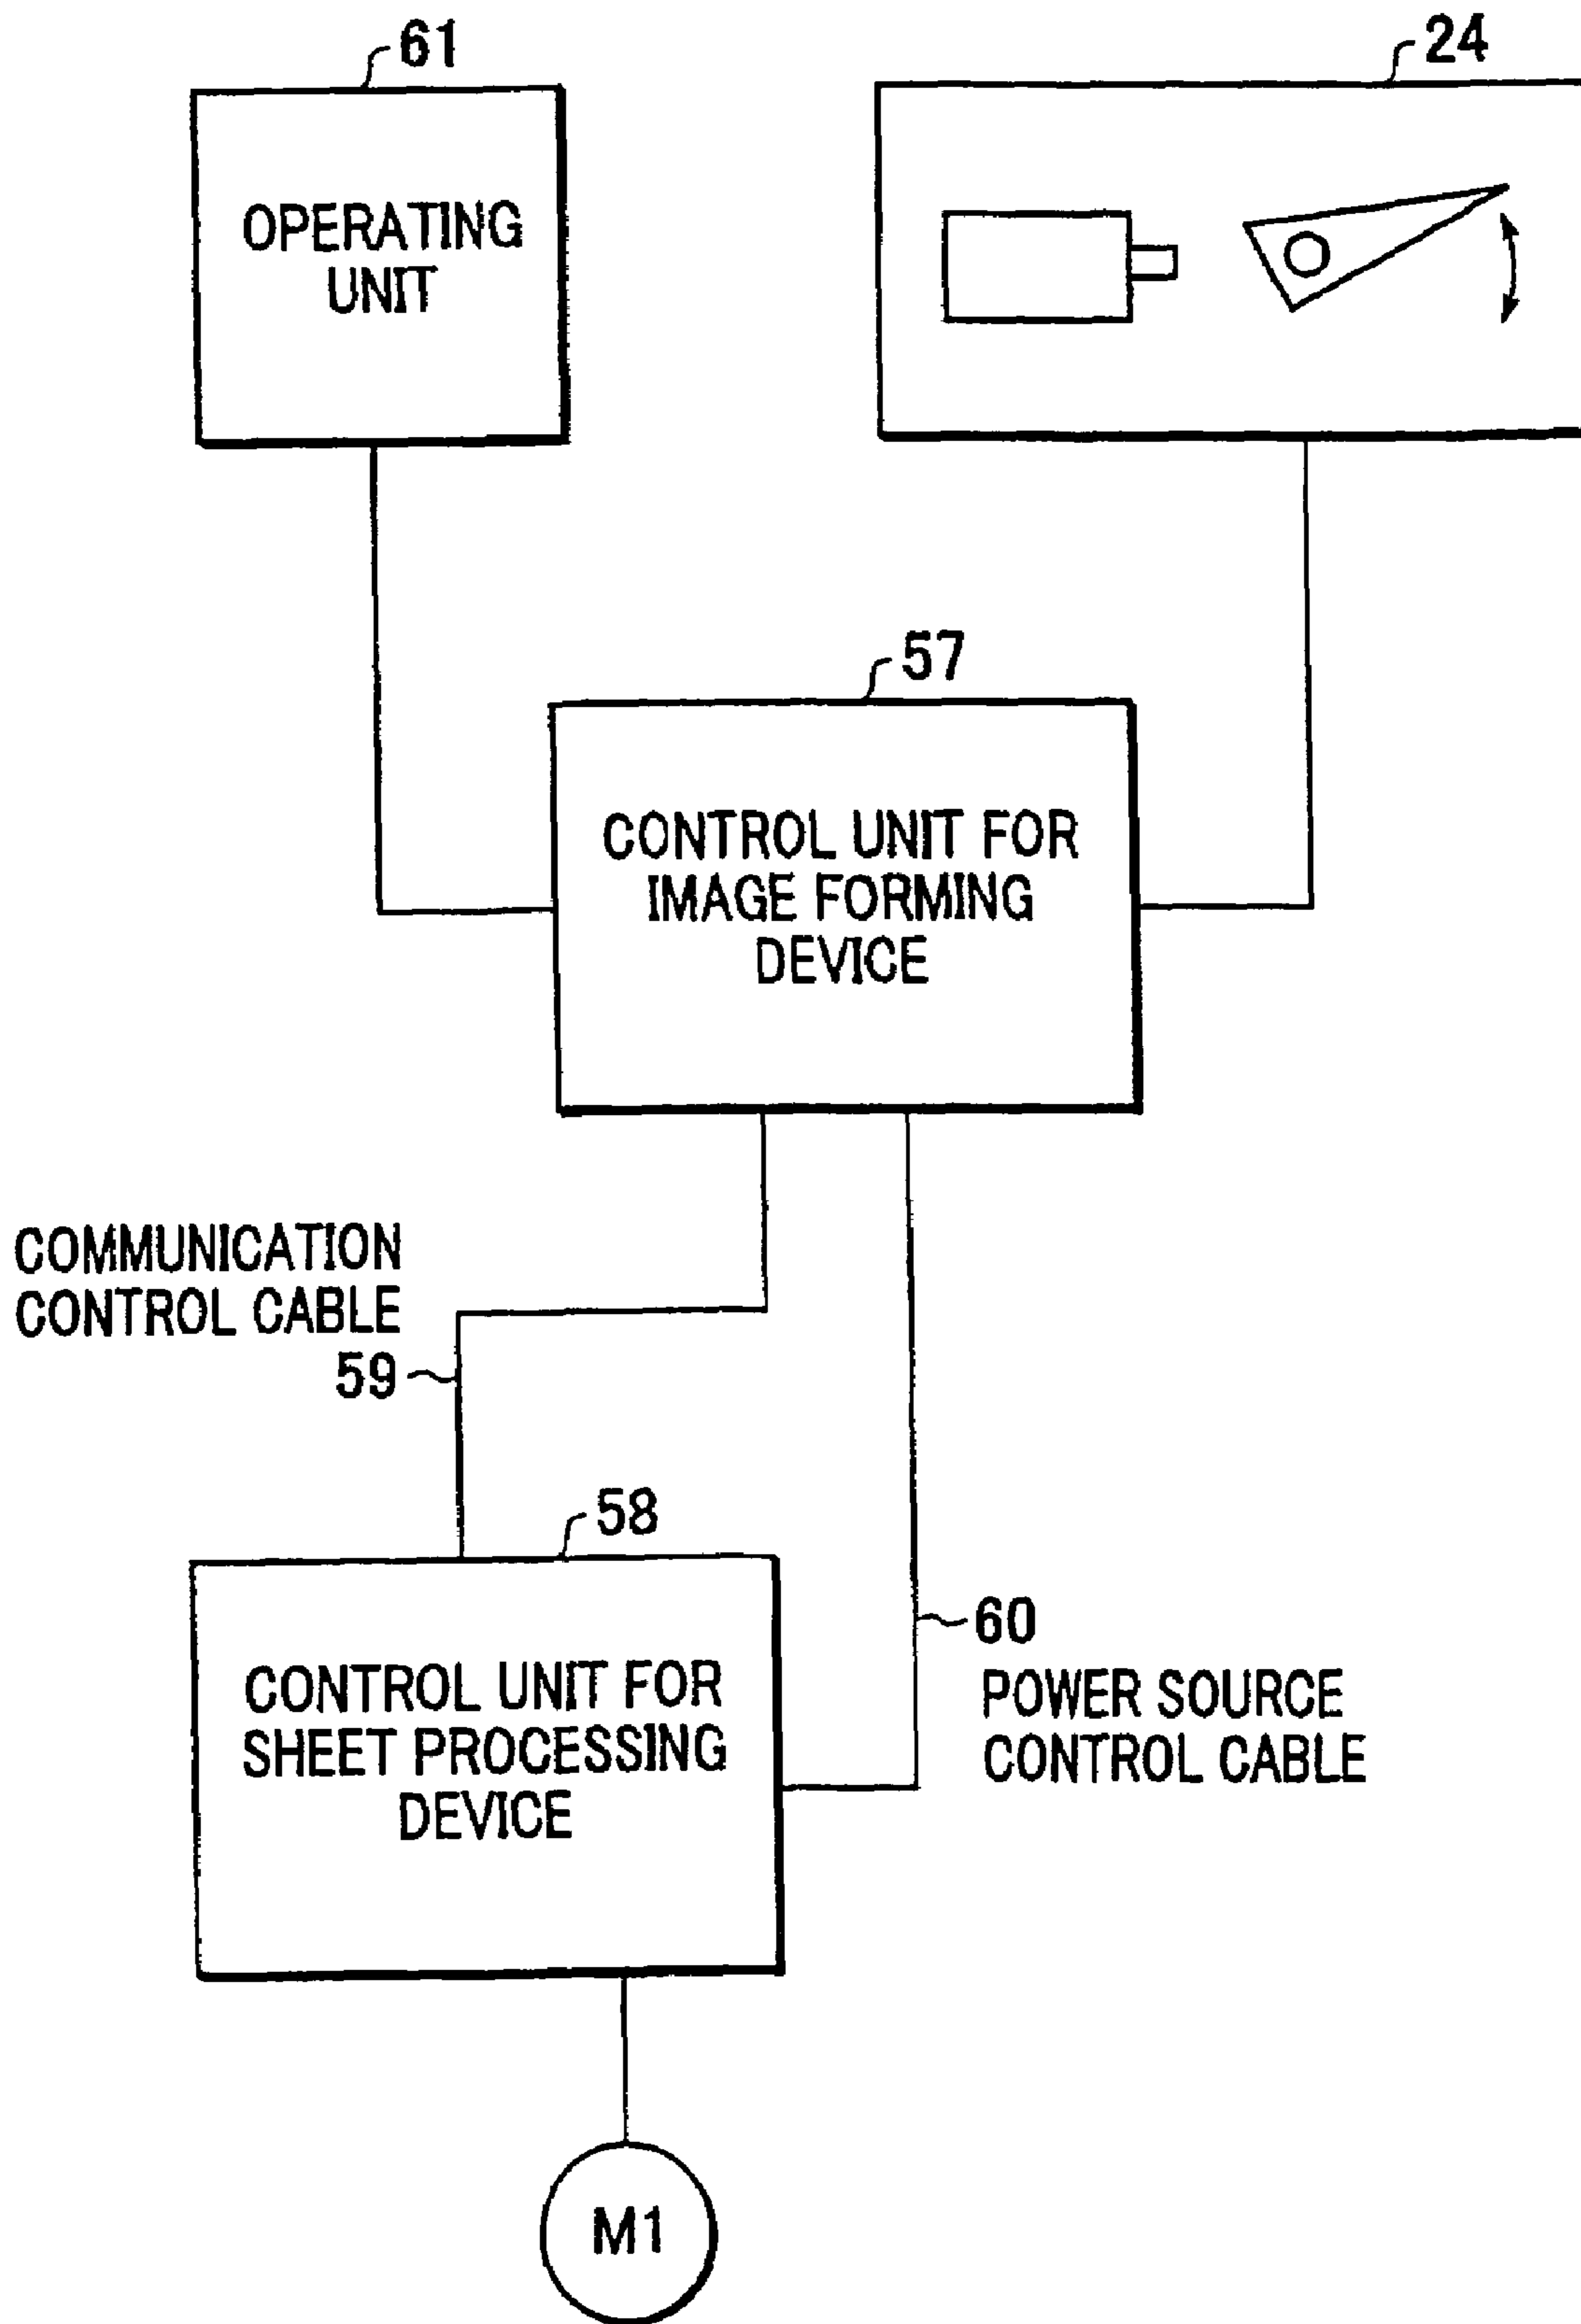 61
24
OPERATING
UNIT
57
CONTROL UNIT FOR
IMAGE FORMING
DEVICE
COMMUNICATION
CONTROL CABLE
59
58
60
POWER SOURCE
CONTROL CABLE
CONTROL UNIT FOR
SHEET PROCESSING
DEVICE
M1